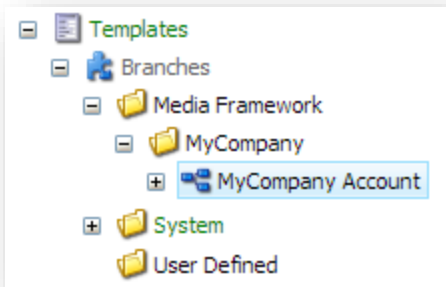 Templates
Branches
Media Framework
MyCompany
MyCompany Account
System
User Defined